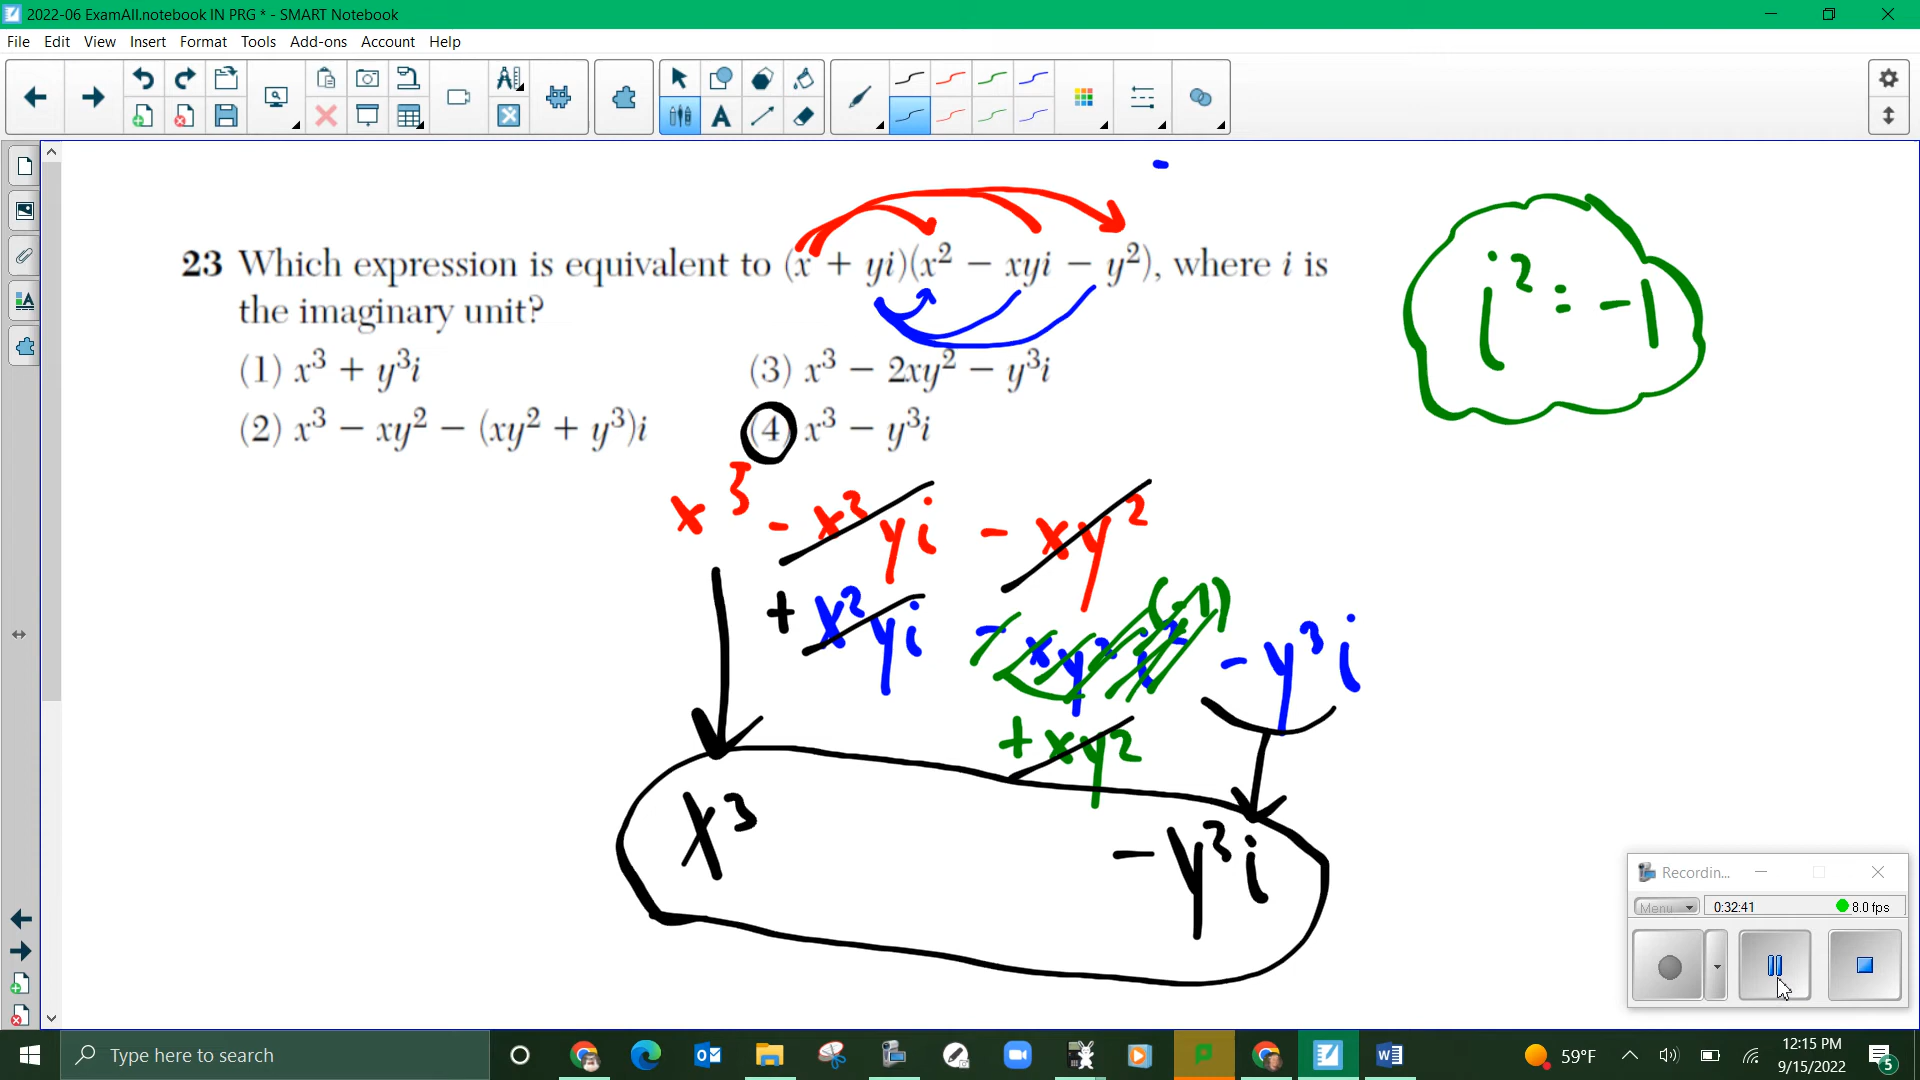 2022-06 ExamAll.notebook IN PRG * - SMART Notebook
File Edit View Insert Format Tools Add-ons Account Help
23 Which expression is equivalent to (x + yi)(x² − xyi − y²), where i is
the imaginary unit?
(1) x³ + y³i
(3) x³ − 2xy² − y³i
(2) x³ − xy² − (xy² + y³)i
(4) x³ − y³i
i² = -1
x³ - x²yi - xy²
(-1)
+ x²yi - xy²i² - y³i
+ xy²
x³ - y³i
Recordin...
Menu 0:32:41 8.0 fps
Type here to search
59°F
12:15 PM
9/15/2022
5